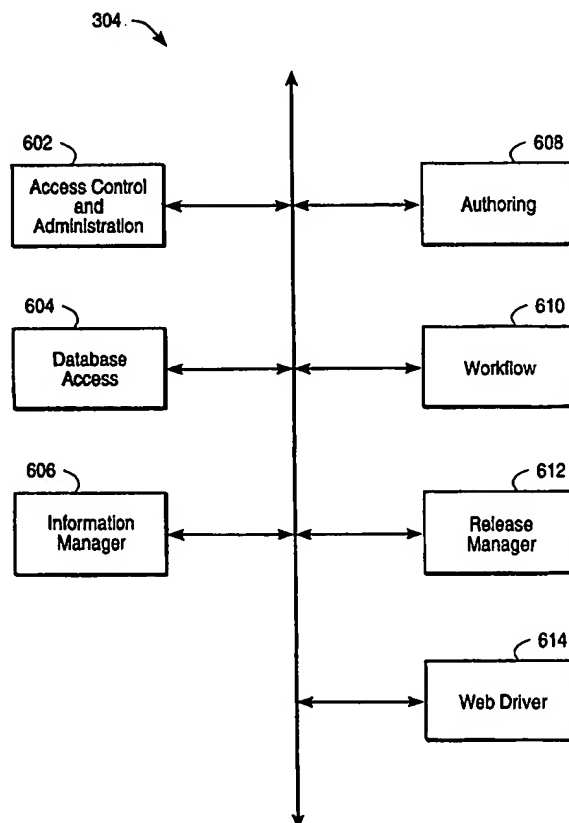 304
602
Access Control
and
Administration
608
Authoring
604
Database
Access
610
Workflow
606
Information
Manager
612
Release
Manager
614
Web Driver